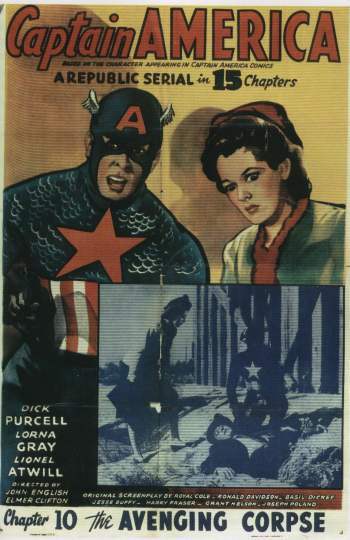 Captain AMERICA
BASED ON THE CHARACTER APPEARING IN CAPTAIN AMERICA COMICS
A REPUBLIC SERIAL in 15 Chapters
A
DICK
PURCELL
LORNA
GRAY
LIONEL
ATWILL
DIRECTED BY
JOHN ENGLISH
ELMER CLIFTON
ORIGINAL SCREENPLAY BY ROYAL COLE - RONALD DAVIDSON - BASIL DICKEY
JESSE DUFFY - HARRY FRASER - GRANT NELSON - JOSEPH POLAND
Chapter 10 The AVENGING CORPSE